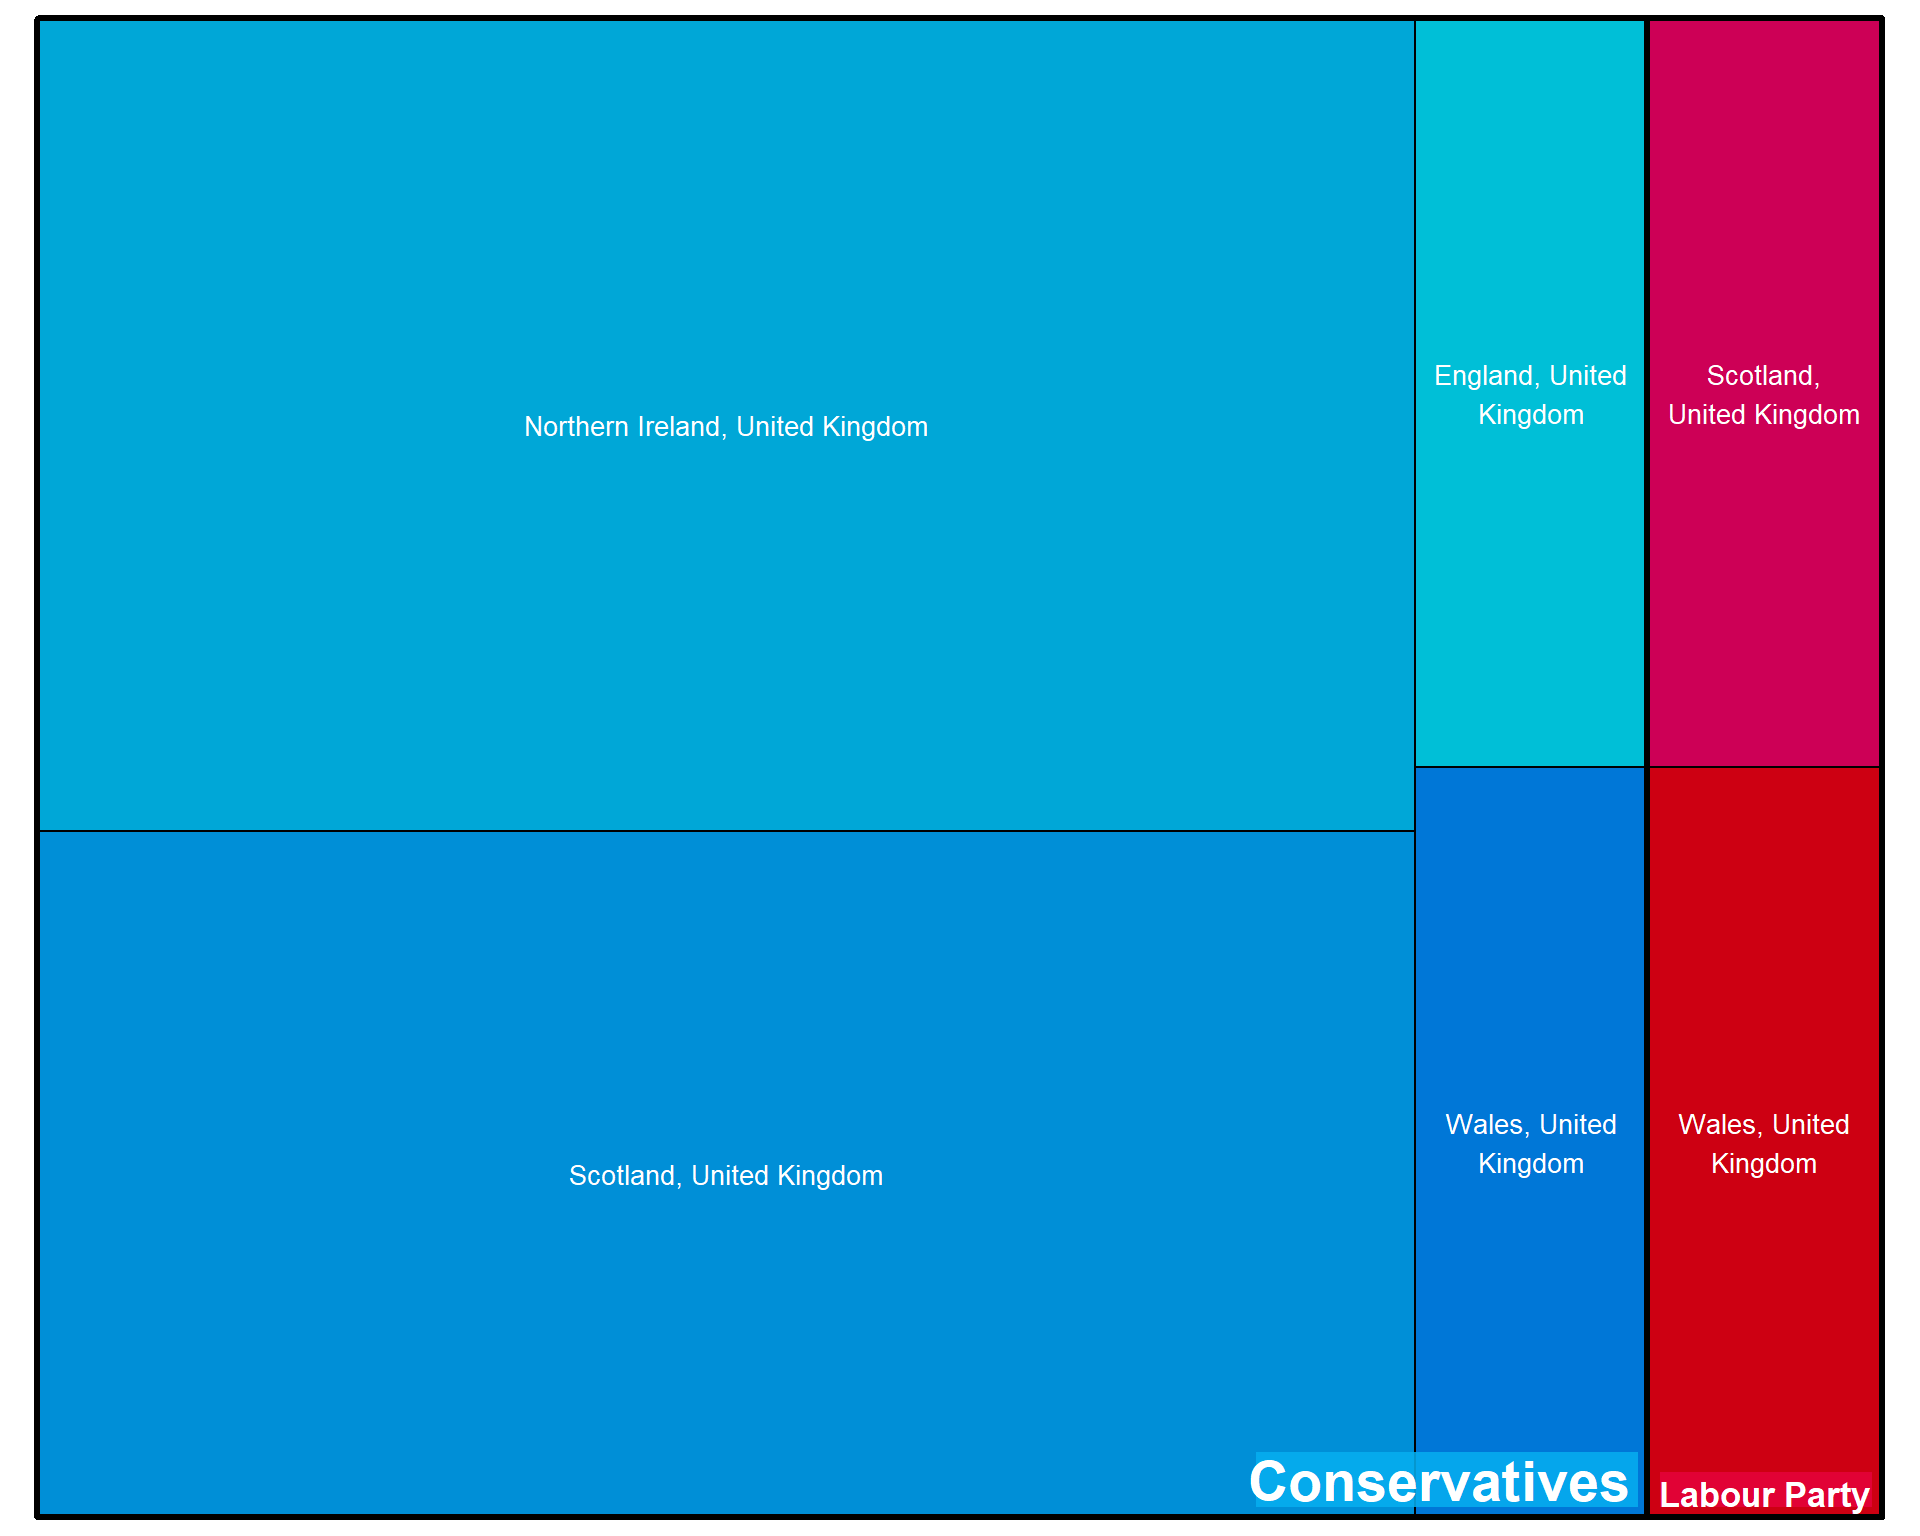 Northern Ireland, United Kingdom
England, United
Kingdom
Scotland,
United Kingdom
Scotland, United Kingdom
Wales, United
Kingdom
Wales, United
Kingdom
Conservatives
Labour Party